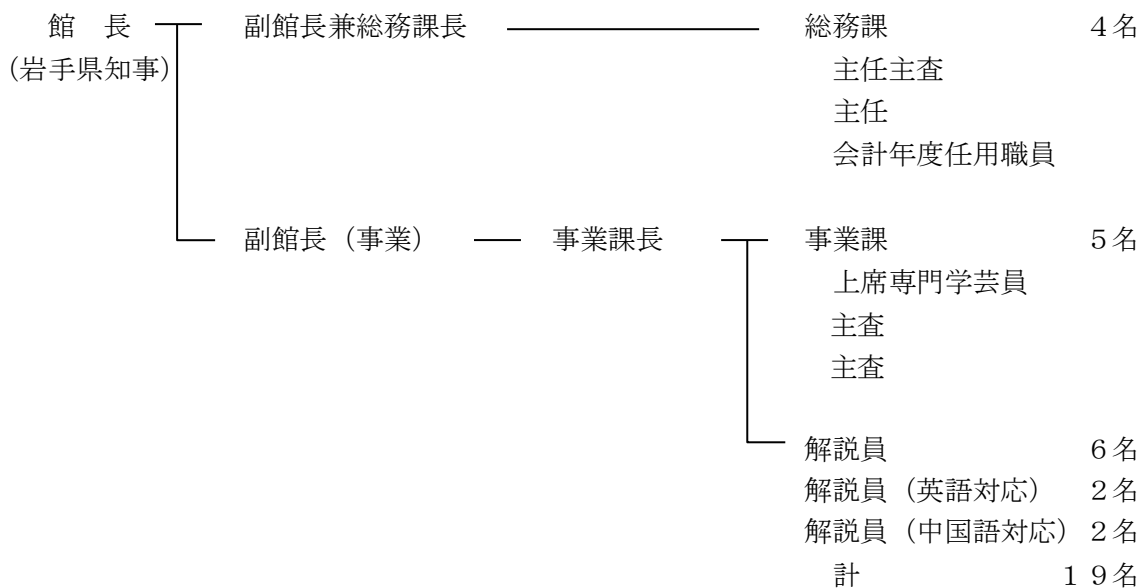 館　長　副館長兼総務課長　総務課　４名
（岩手県知事）　主任主査
主任
会計年度任用職員
副館長（事業）　事業課長　事業課　５名
上席専門学芸員
主査
主査
解説員　６名
解説員（英語対応）　２名
解説員（中国語対応）２名
計　１９名